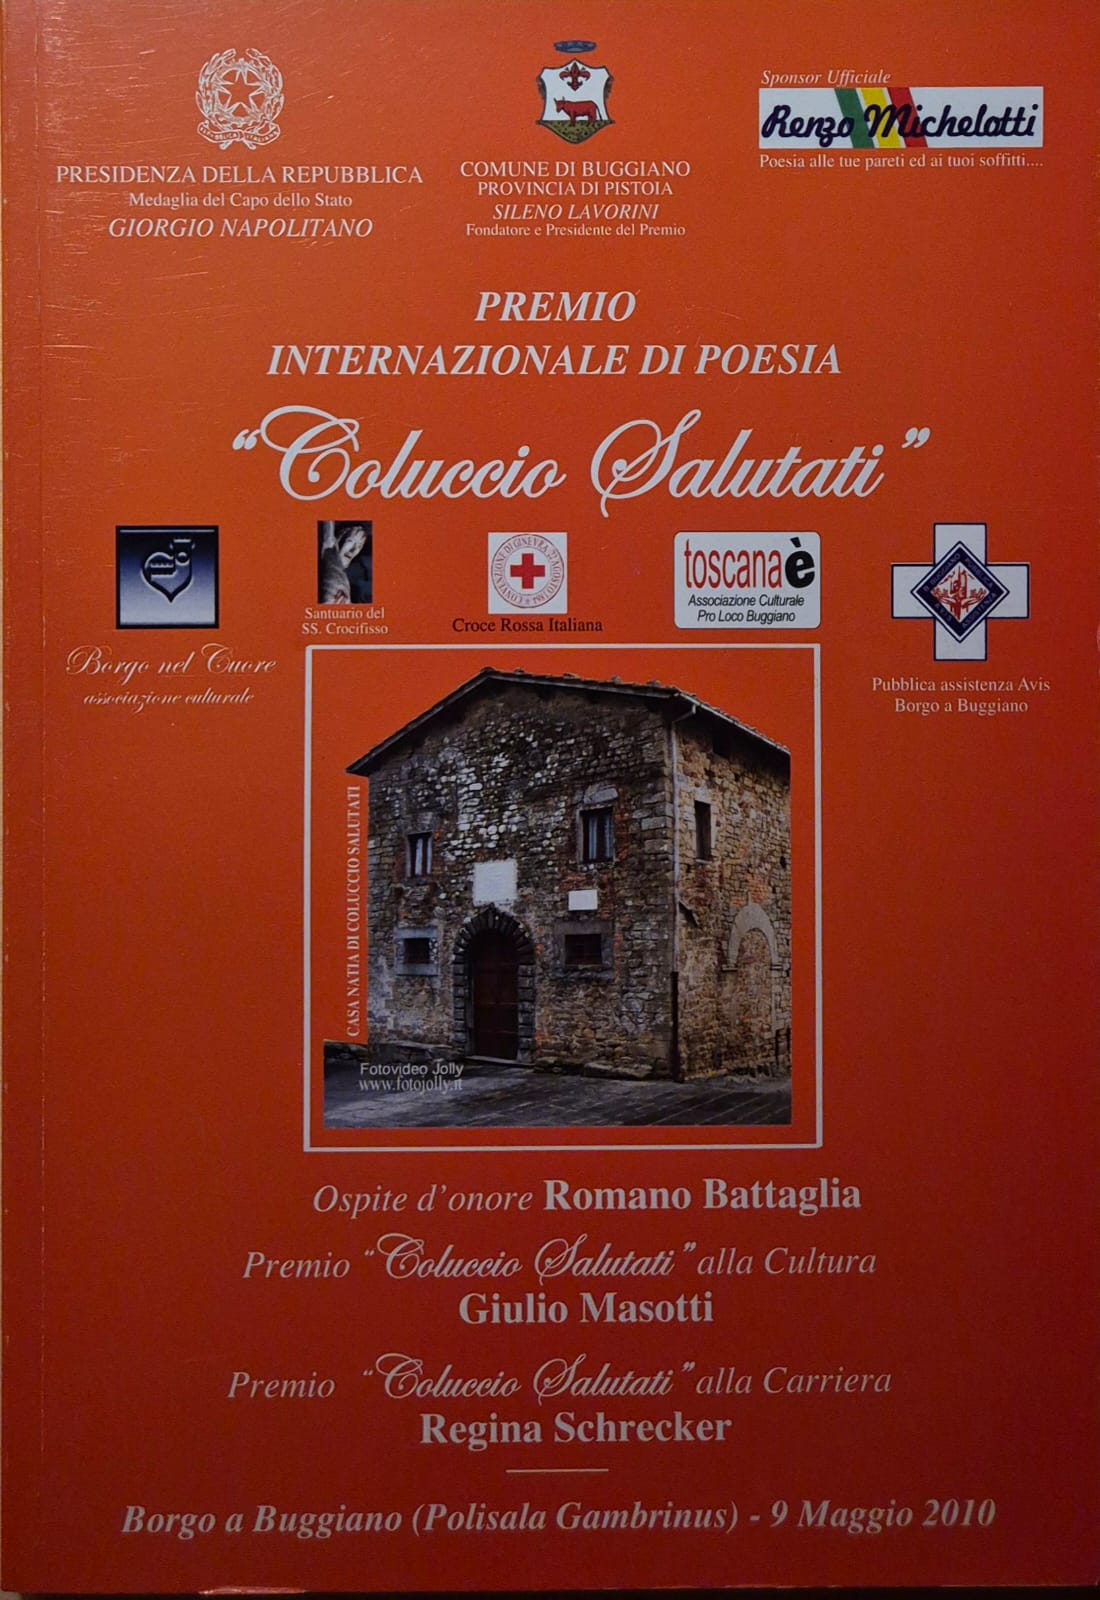 PRESIDENZA DELLA REPUBBLICA
Medaglia del Capo dello Stato
GIORGIO NAPOLITANO
COMUNE DI BUGGIANO
PROVINCIA DI PISTOIA
SILENO LAVORINI
Fondatore e Presidente del Premio
Sponsor Ufficiale
Renzo Michelotti
Poesia alle tue pareti ed ai tuoi soffitti....
PREMIO
INTERNAZIONALE DI POESIA
"Coluccio Salutati"
Borgo nel Cuore
associazione culturale
Santuario del
SS. Crocifisso
CONVENZIONE DI GINEVRA 22 AGOSTO
Croce Rossa Italiana
toscanaè
Associazione Culturale
Pro Loco Buggiano
Pubblica assistenza Avis
Borgo a Buggiano
CASA NATIA DI COLUCCIO SALUTATI
Fotovideo Jolly
www.fotojolly.it
Ospite d'onore Romano Battaglia
Premio "Coluccio Salutati" alla Cultura
Giulio Masotti
Premio "Coluccio Salutati" alla Carriera
Regina Schrecker
Borgo a Buggiano (Polisala Gambrinus) - 9 Maggio 2010